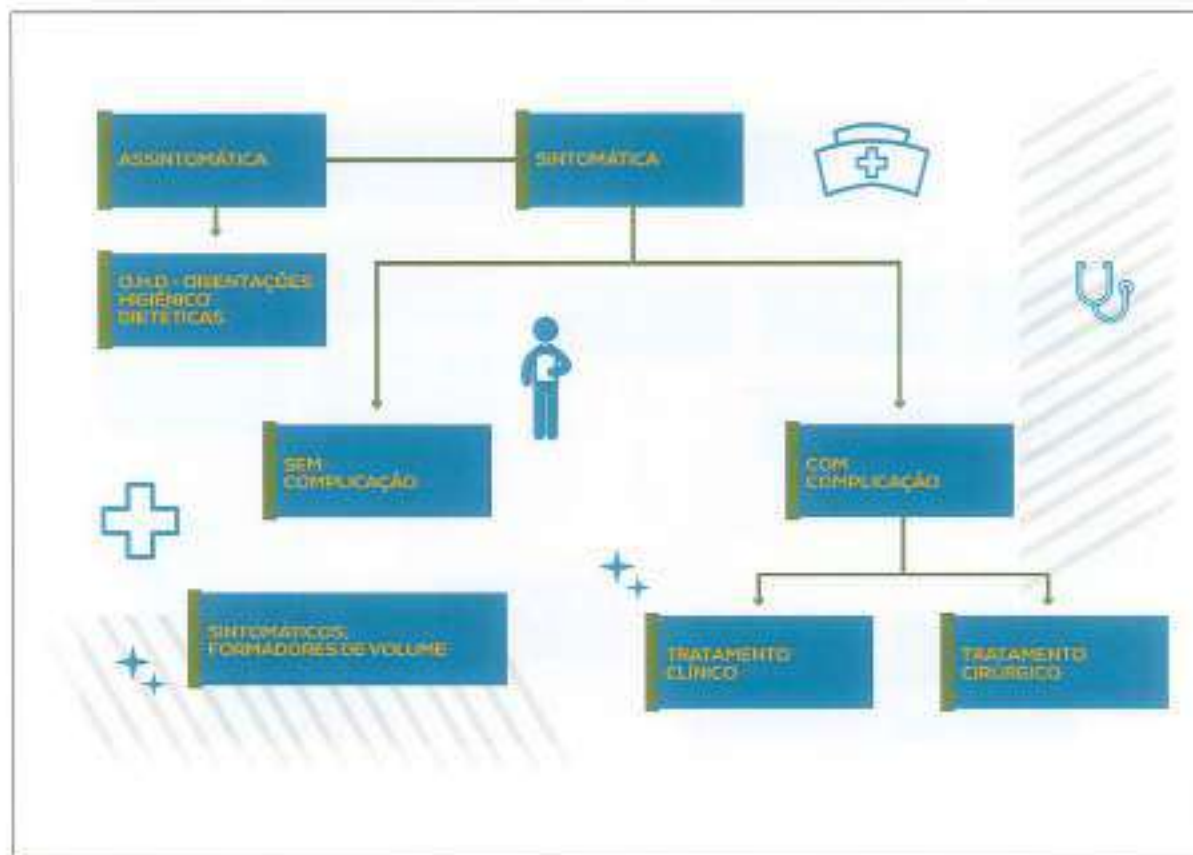 ASSINTOMÁTICA
SINTOMÁTICA
O.H.D - ORIENTAÇÕES
HIGIÊNICO
DIETÉTICAS
SEM
COMPLICAÇÃO
COM
COMPLICAÇÃO
SINTOMÁTICOS,
FORMADORES DE VOLUME
TRATAMENTO
CLÍNICO
TRATAMENTO
CIRÚRGICO